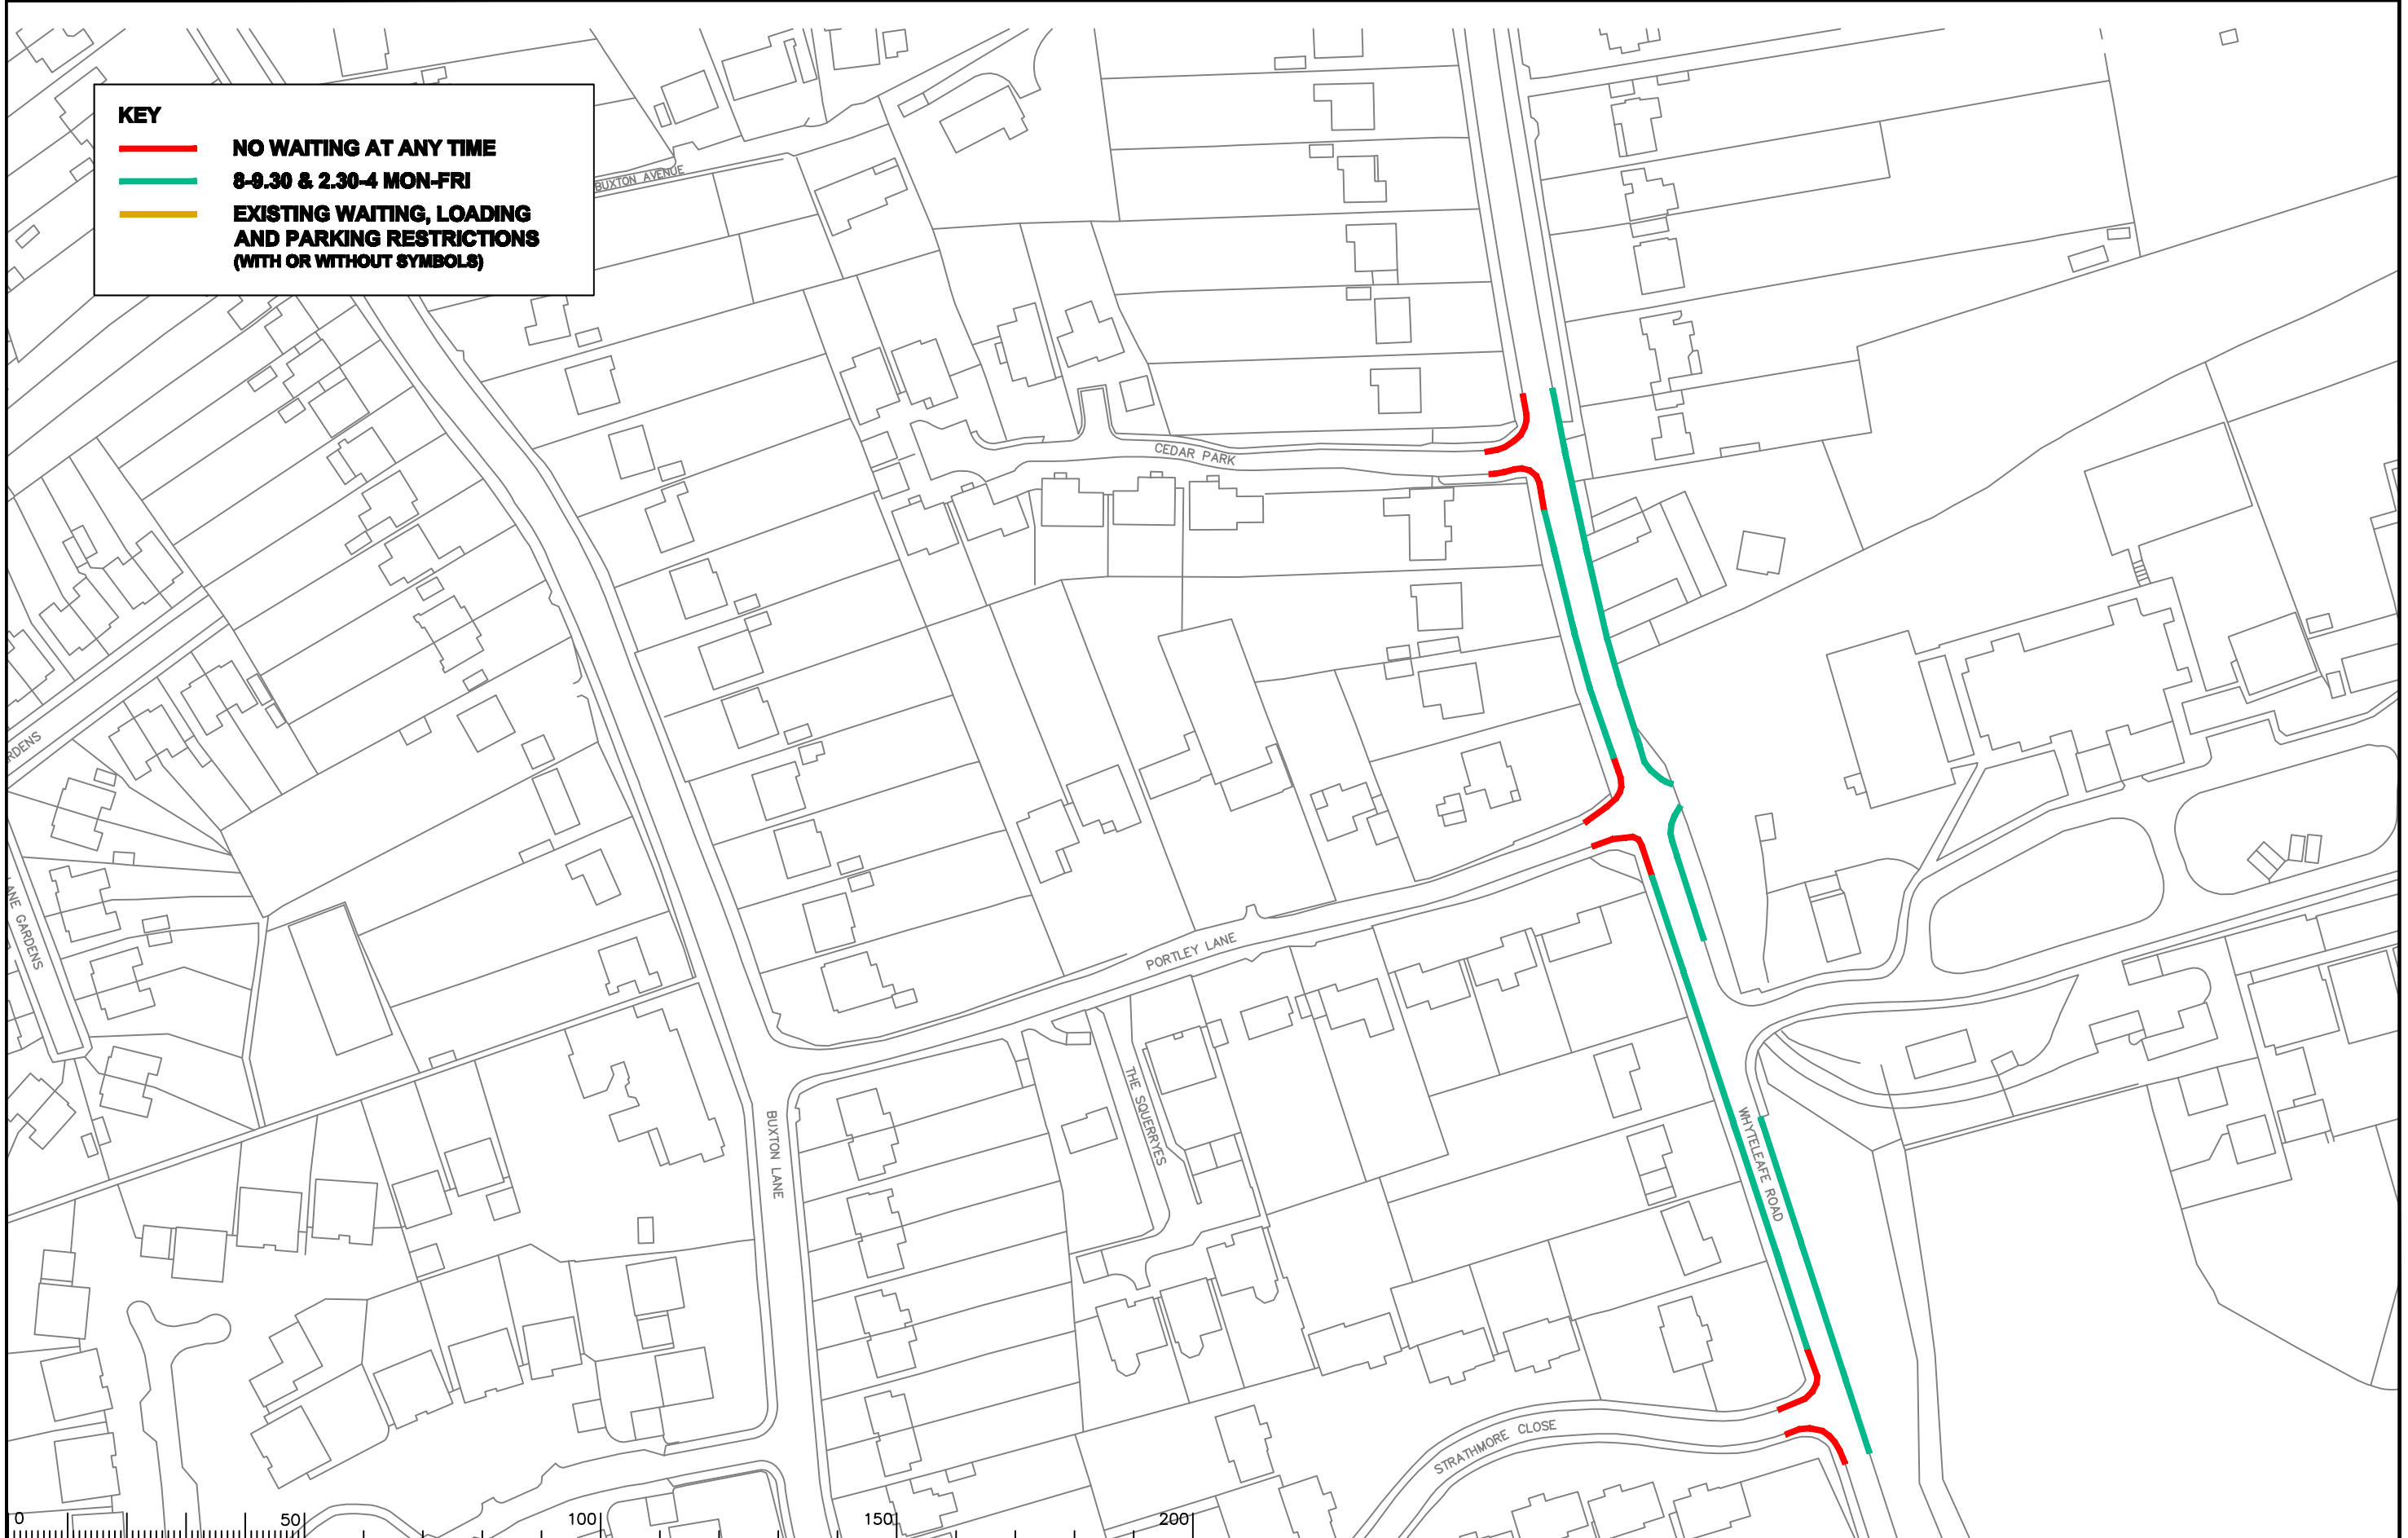 KEY
NO WAITING AT ANY TIME
8-9.30 & 2.30-4 MON-FRI
EXISTING WAITING, LOADING
AND PARKING RESTRICTIONS
(WITH OR WITHOUT SYMBOLS)
BUXTON AVENUE
CEDAR PARK
RDENS
ANE GARDENS
PORTLEY LANE
THE SQUERRYES
BUXTON LANE
WHYTELEAFE ROAD
STRATHMORE CLOSE
0 50 100 150 200